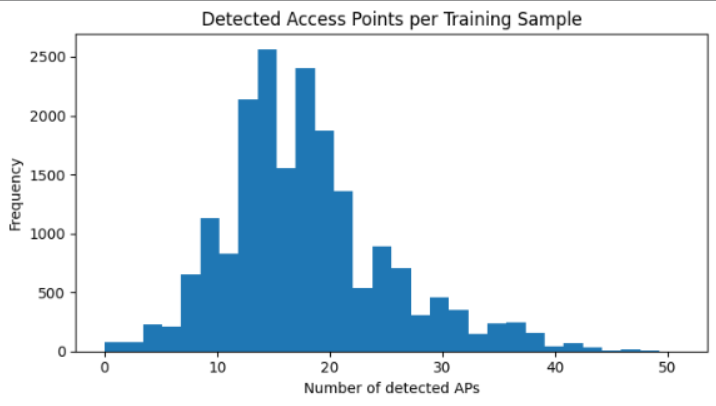 Detected Access Points per Training Sample
2500
2000
1500
1000
500
0
Frequency
0 10 20 30 40 50
Number of detected APs